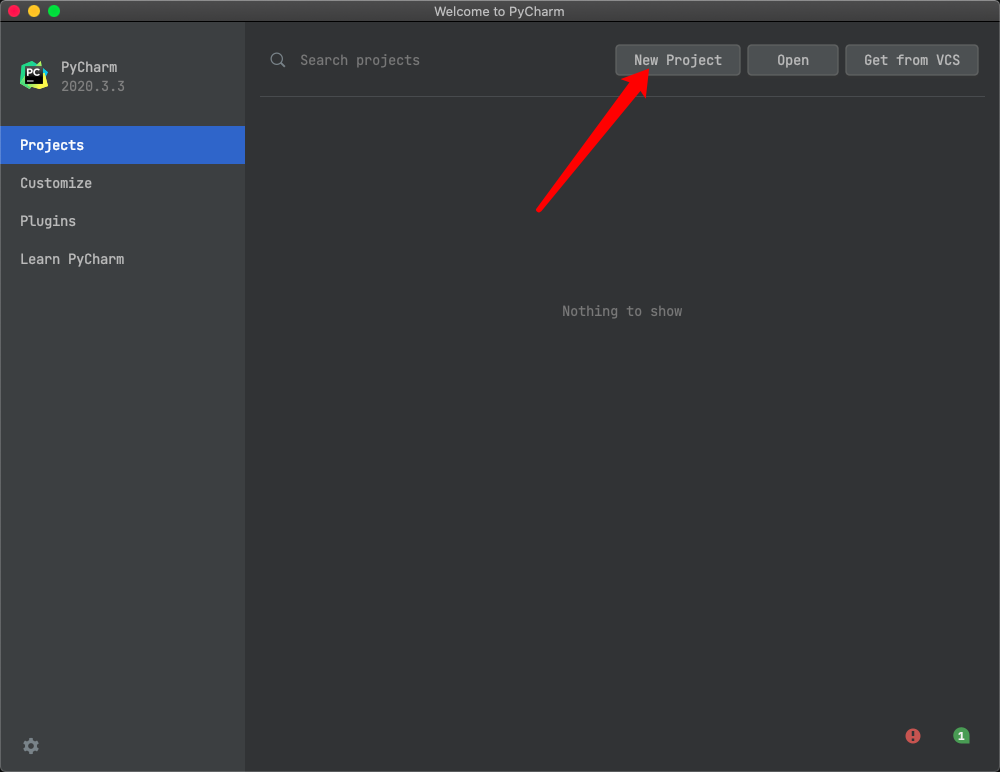 Welcome to PyCharm
PC
PyCharm
2020.3.3
Search projects
New Project
Open
Get from VCS
Projects
Customize
Plugins
Learn PyCharm
Nothing to show
1